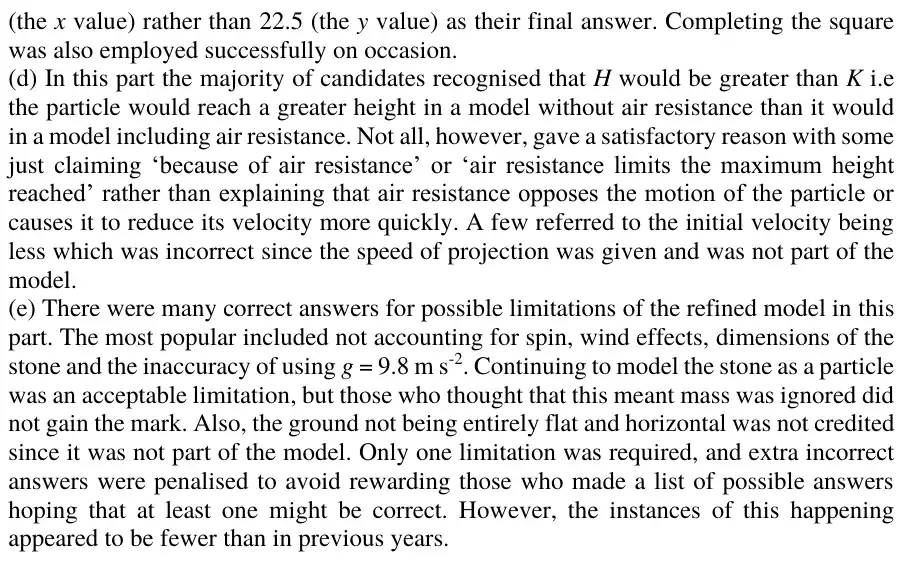 (the x value) rather than 22.5 (the y value) as their final answer. Completing the square
was also employed successfully on occasion.
(d) In this part the majority of candidates recognised that H would be greater than K i.e
the particle would reach a greater height in a model without air resistance than it would
in a model including air resistance. Not all, however, gave a satisfactory reason with some
just claiming ‘because of air resistance’ or ‘air resistance limits the maximum height
reached’ rather than explaining that air resistance opposes the motion of the particle or
causes it to reduce its velocity more quickly. A few referred to the initial velocity being
less which was incorrect since the speed of projection was given and was not part of the
model.
(e) There were many correct answers for possible limitations of the refined model in this
part. The most popular included not accounting for spin, wind effects, dimensions of the
stone and the inaccuracy of using g = 9.8 m s⁻². Continuing to model the stone as a particle
was an acceptable limitation, but those who thought that this meant mass was ignored did
not gain the mark. Also, the ground not being entirely flat and horizontal was not credited
since it was not part of the model. Only one limitation was required, and extra incorrect
answers were penalised to avoid rewarding those who made a list of possible answers
hoping that at least one might be correct. However, the instances of this happening
appeared to be fewer than in previous years.